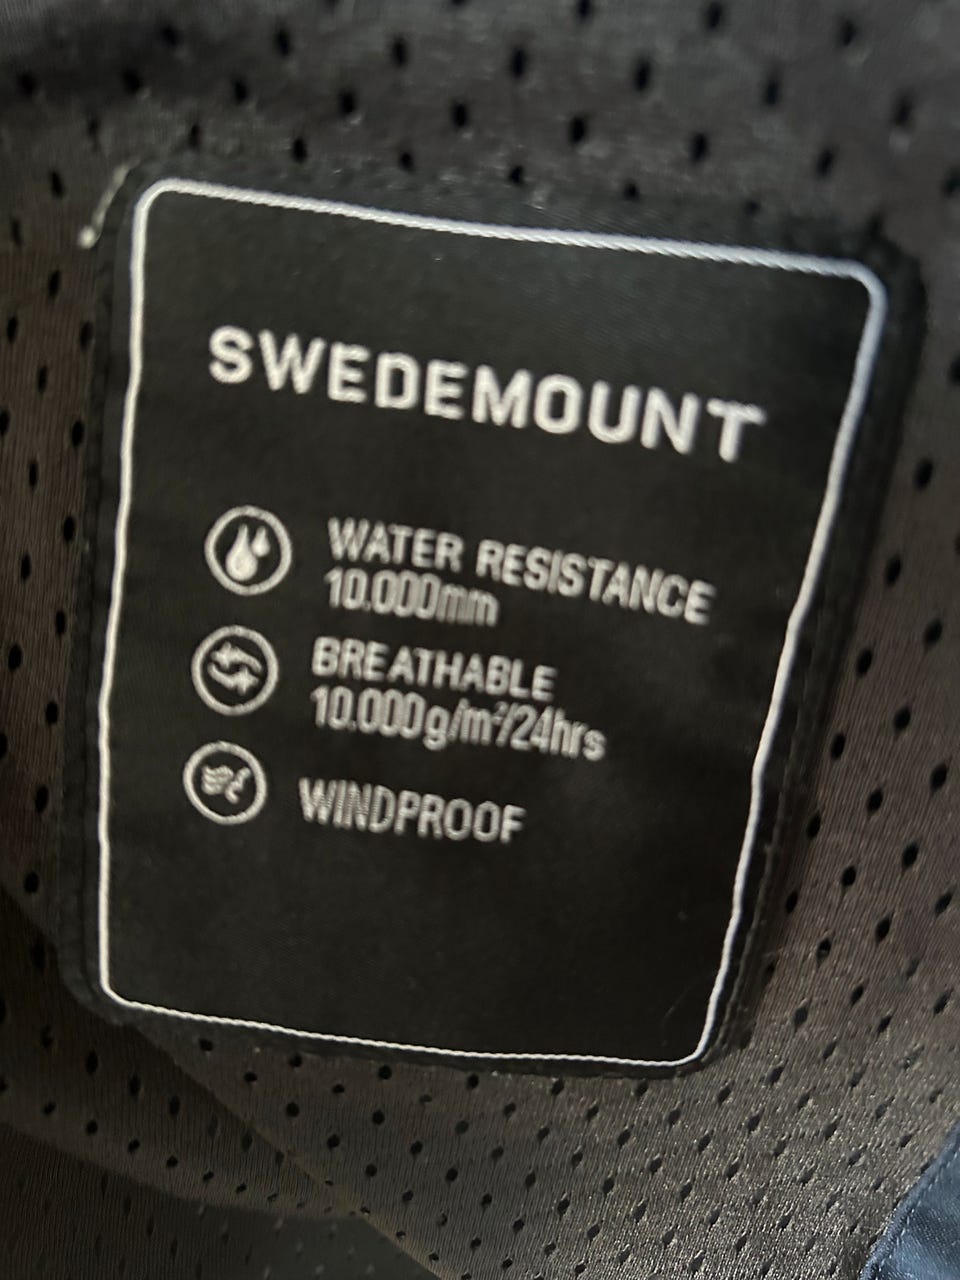 SWEDEMOUNT
WATER RESISTANCE
10.000mm
BREATHABLE
10.000g/m²/24hrs
WINDPROOF